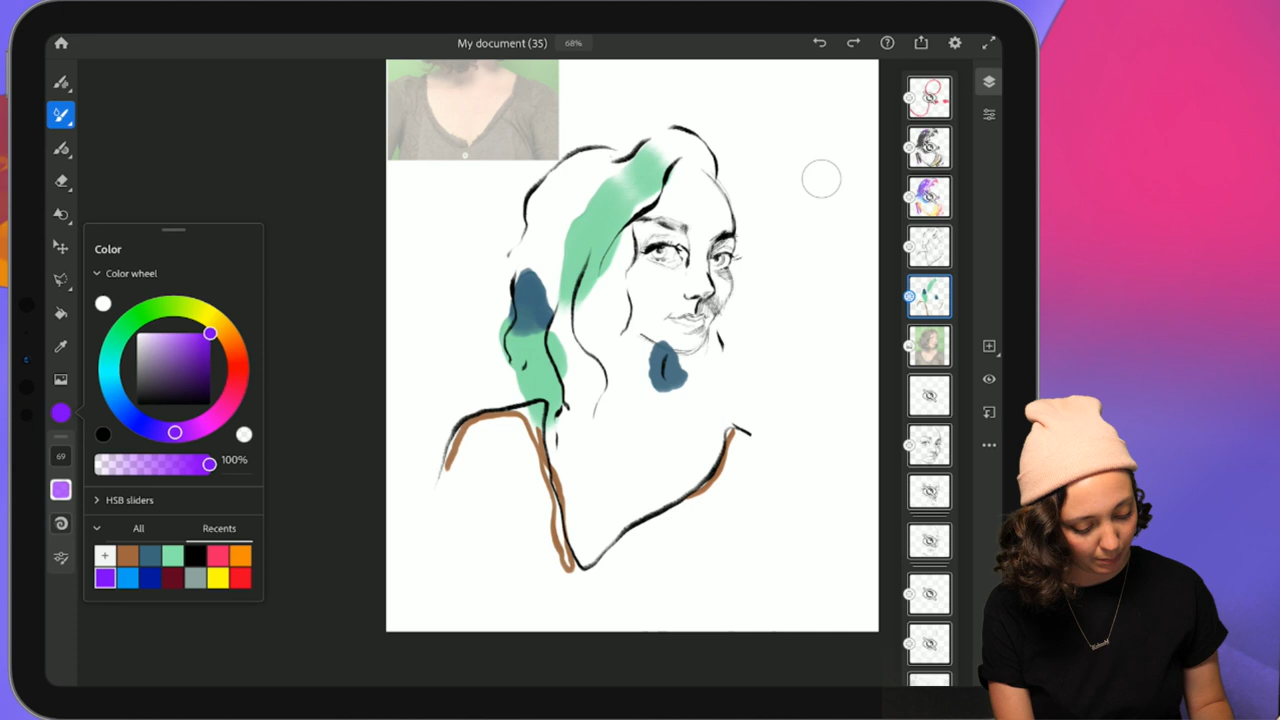 My document (35)
68%
Color
Color wheel
100%
69
HSB sliders
All
Recents